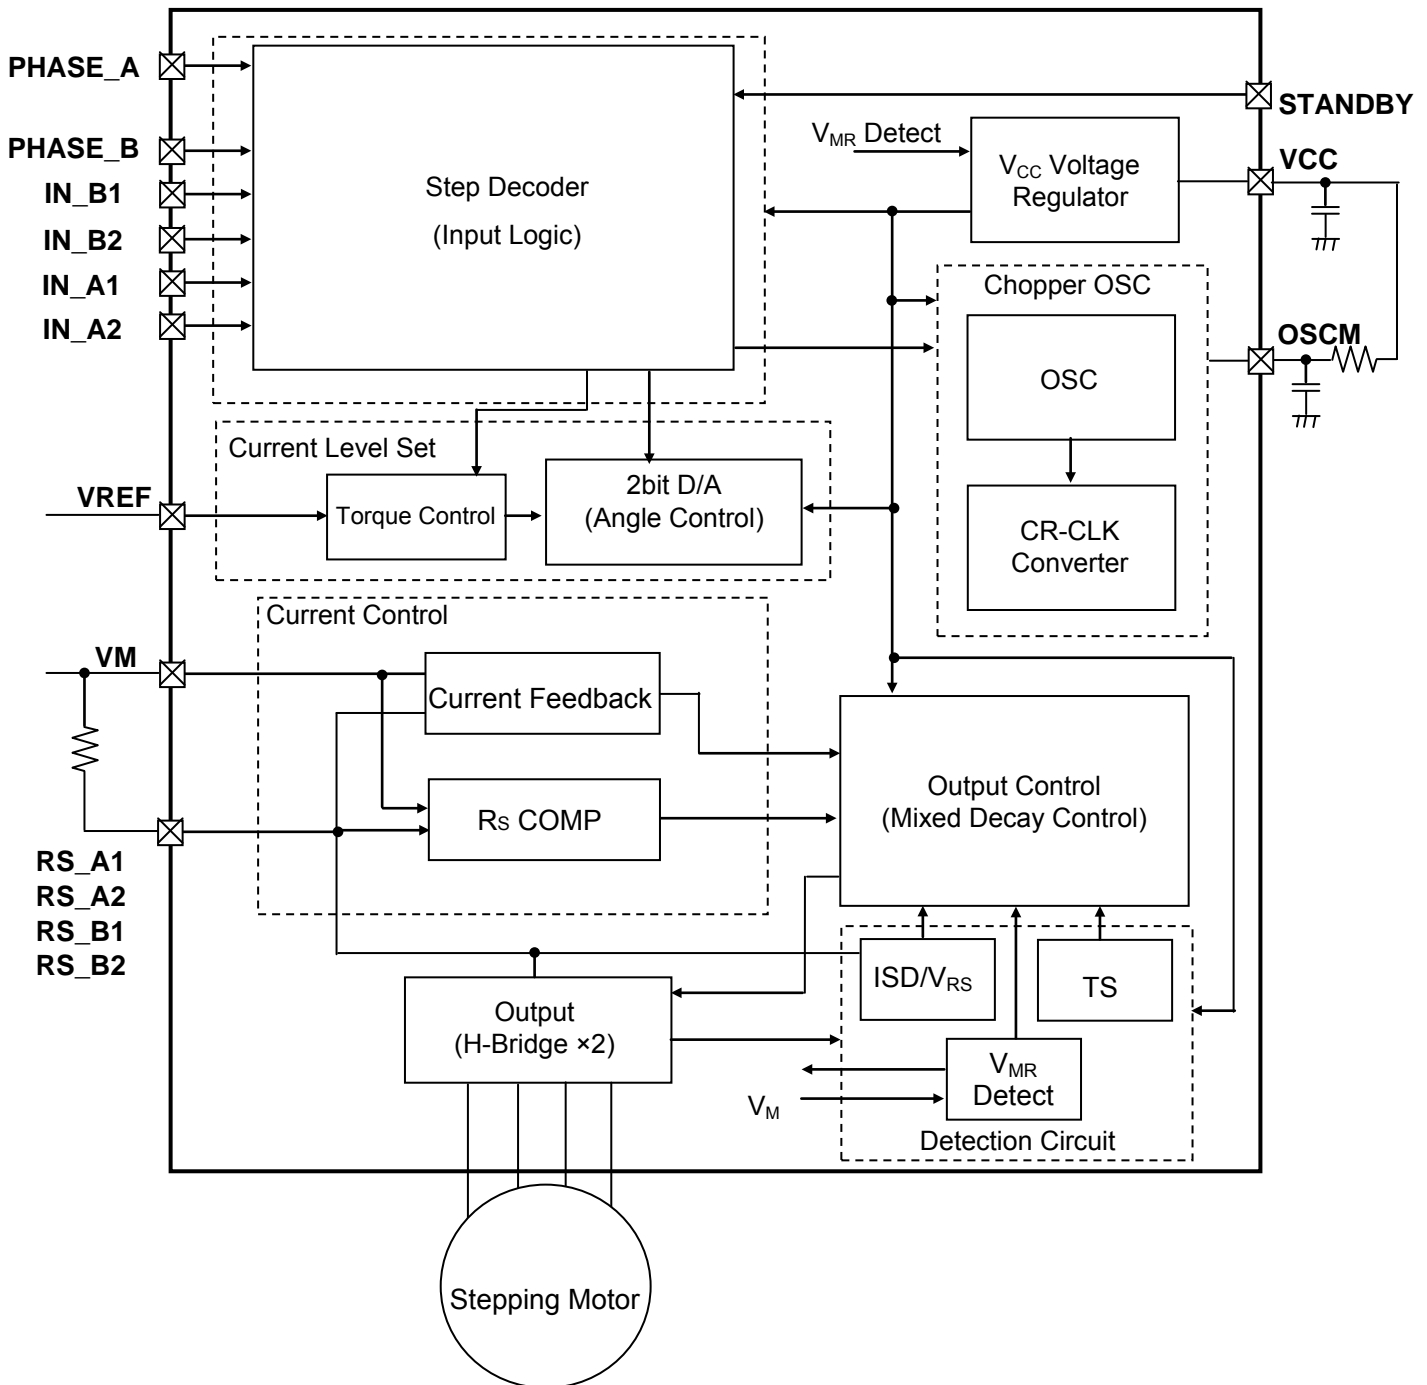 PHASE_A
PHASE_B
IN_B1
IN_B2
IN_A1
IN_A2
Step Decoder
(Input Logic)
STANDBY
VMR Detect
VCC Voltage
Regulator
VCC
Chopper OSC
OSC
CR-CLK
Converter
OSCM
Current Level Set
VREF
Torque Control
2bit D/A
(Angle Control)
Current Control
VM
Current Feedback
RS COMP
Output Control
(Mixed Decay Control)
RS_A1
RS_A2
RS_B1
RS_B2
ISD/VRS
TS
Output
(H-Bridge ×2)
VMR
Detect
VM
Detection Circuit
Stepping Motor